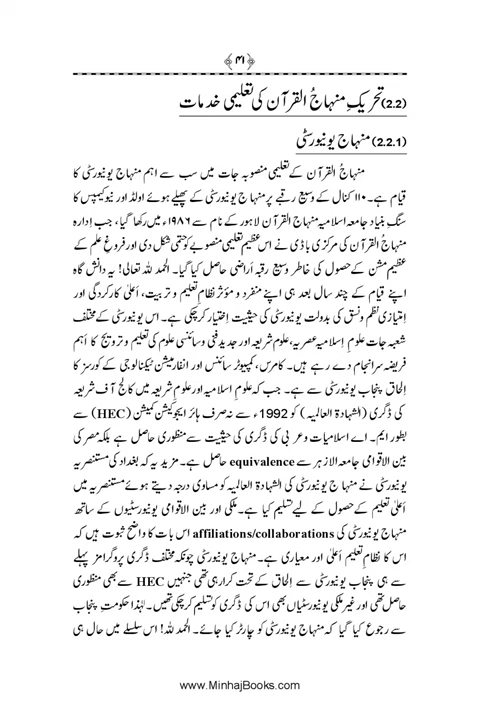 ﴿۴۱﴾
(2.2) تحریکِ منہاجُ القرآن کی تعلیمی خدمات
(2.2.1) منہاج یونیورسٹی
منہاجُ القرآن کے تعلیمی منصوبہ جات میں سب سے اہم منہاج یونیورسٹی کا
قیام ہے۔ ۱۱۰ کنال کے وسیع رقبے پر منہاج یونیورسٹی کے پھیلے ہوئے اولڈ اور نیو کیمپس کا
سنگِ بنیاد جامعہ اسلامیہ منہاج القرآن لاہور کے نام سے ۱۹۸۶ء میں رکھا گیا، جب اِدارہ
منہاجُ القرآن کی مرکزی باڈی نے اس عظیم تعلیمی منصوبے کو حتمی شکل دی اور فروغِ علم کے
عظیم مشن کے حصول کی خاطر وسیع رقبہ اَراضی حاصل کیا گیا۔ الحمد للہ تعالیٰ! یہ دانش گاہ
اپنے قیام کے چند سال بعد ہی اپنے منفرد و مؤثر نظامِ تعلیم و تربیت، اَعلیٰ کارکردگی اور
اِمتیازی نظم و نسق کی بدولت یونیورسٹی کی حیثیت اِختیار کر چکی ہے۔ اس یونیورسٹی کے مختلف
شعبہ جات علومِ اِسلامیہ عصریہ، علومِ شریعہ اور جدید فنی و سائنسی علوم کی تعلیم و ترویج کا اَہم
فریضہ سرانجام دے رہے ہیں۔ کامرس، کمپیوٹر سائنس اور انفارمیشن ٹیکنالوجی کے کورسز کا
اِلحاق پنجاب یونیورسٹی سے ہے۔ جب کہ علومِ اسلامیہ اور علومِ شریعہ میں کالج آف شریعہ
کی ڈگری (الشہادۃ العالمیہ) کو 1992ء سے نہ صرف ہائر ایجوکیشن کمیشن (HEC) سے
بطور ایم۔ اے اسلامیات و عربی کی ڈگری کی حیثیت سے منظوری حاصل ہے بلکہ مصر کی
بین الاقوامی جامعہ الازہر سے equivalence حاصل ہے۔ مزید یہ کہ بغداد کی مستنصریہ
یونیورسٹی نے منہاج یونیورسٹی کی الشہادۃ العالمیہ کو مساوی درجہ دیتے ہوئے مستنصریہ میں
اَعلیٰ تعلیم کے حصول کے لیے تسلیم کیا ہے۔ ملکی اور بین الاقوامی یونیورسٹیوں کے ساتھ
منہاج یونیورسٹی کی affiliations/collaborations اس بات کا واضح ثبوت ہیں کہ
اس کا نظامِ تعلیم اَعلیٰ اور معیاری ہے۔ منہاج یونیورسٹی چونکہ مختلف ڈگری پروگرامز پہلے
سے ہی پنجاب یونیورسٹی سے اِلحاق کے تحت کرا رہی تھی جنہیں HEC سے بھی منظوری
حاصل تھی اور غیر ملکی یونیورسٹیاں بھی اس کی ڈگری کو تسلیم کر چکی تھیں۔ لہٰذا حکومتِ پنجاب
سے رجوع کیا گیا کہ منہاج یونیورسٹی کو چارٹر کیا جائے۔ الحمد للہ! اس سلسلے میں حال ہی
www.MinhajBooks.com